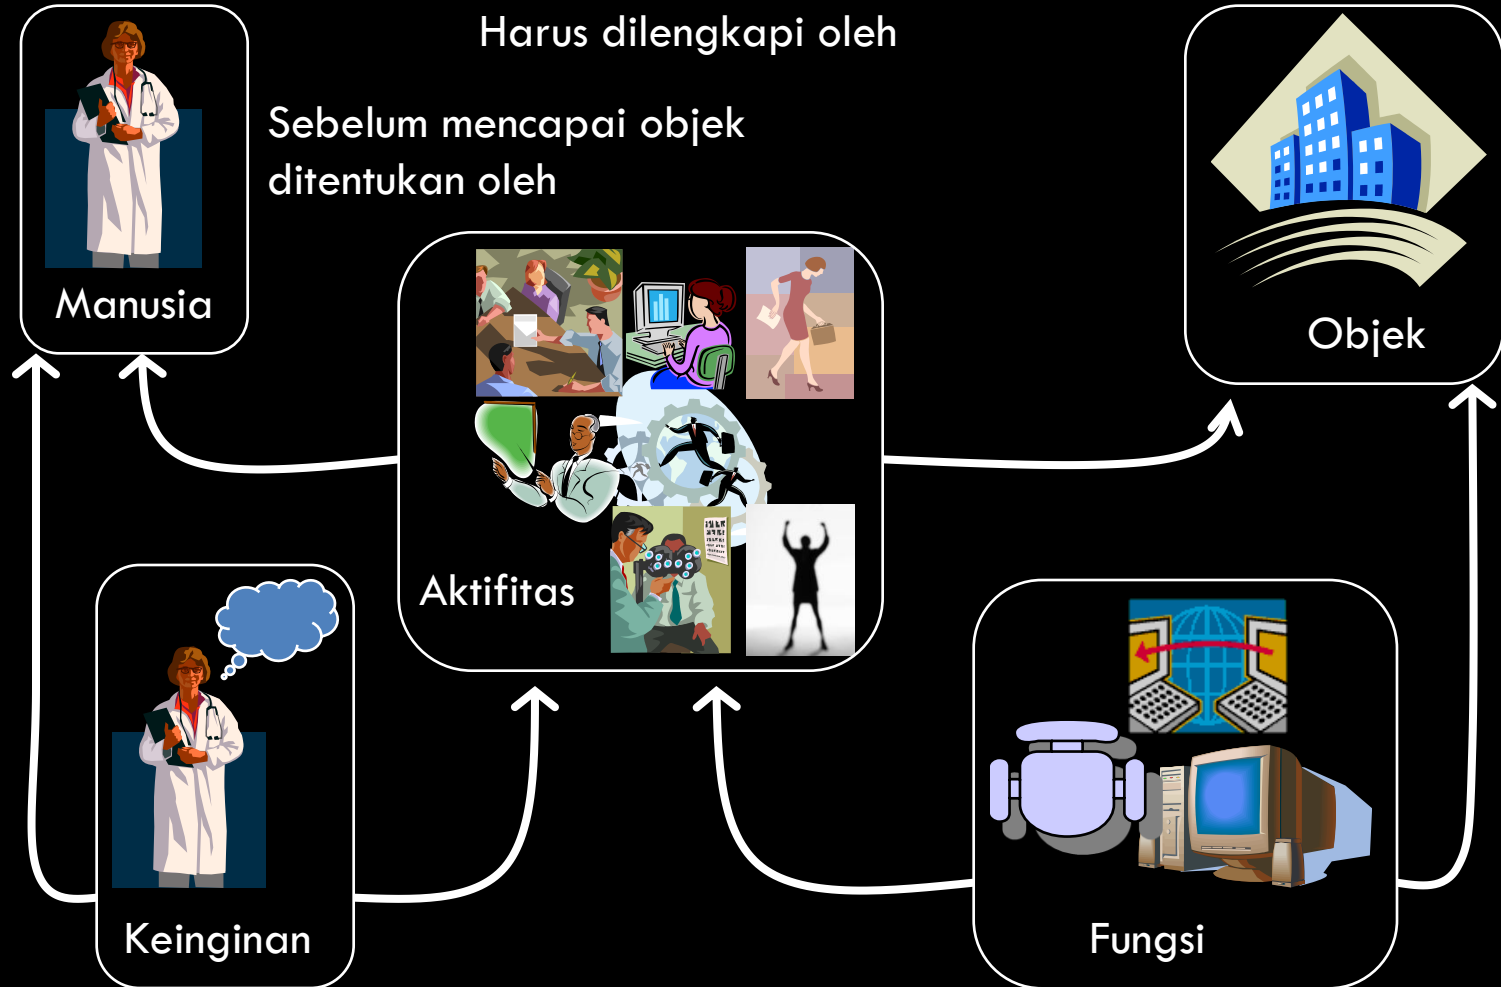 Harus dilengkapi oleh
Sebelum mencapai objek
ditentukan oleh
Manusia
Objek
Aktifitas
Keinginan
Fungsi